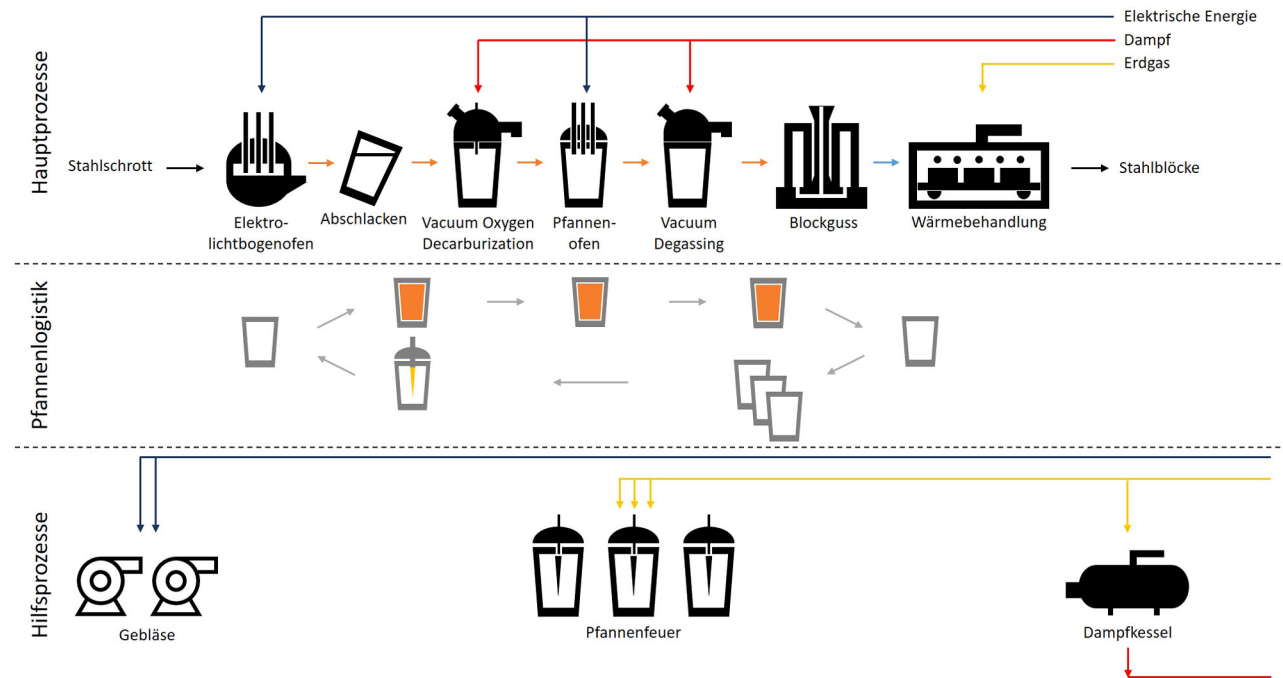 Elektrische Energie
Dampf
Erdgas
Hauptprozesse
Stahlschrott
Stahlblöcke
Elektro-
lichtbogenofen
Abschlacken
Vacuum Oxygen
Decarburization
Pfannen-
ofen
Vacuum
Degassing
Blockguss
Wärmebehandlung
Pfannenlogistik
Hilfsprozesse
Gebläse
Pfannenfeuer
Dampfkessel